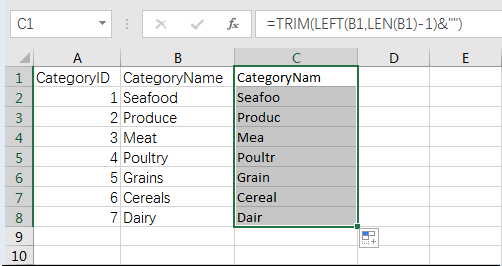 C1 fx =TRIM(LEFT(B1,LEN(B1)-1)&"")
A B C D E
1 CategoryID CategoryName CategoryNam
2 1 Seafood Seafoo
3 2 Produce Produc
4 3 Meat Mea
5 4 Poultry Poultr
6 5 Grains Grain
7 6 Cereals Cereal
8 7 Dairy Dair
9
10